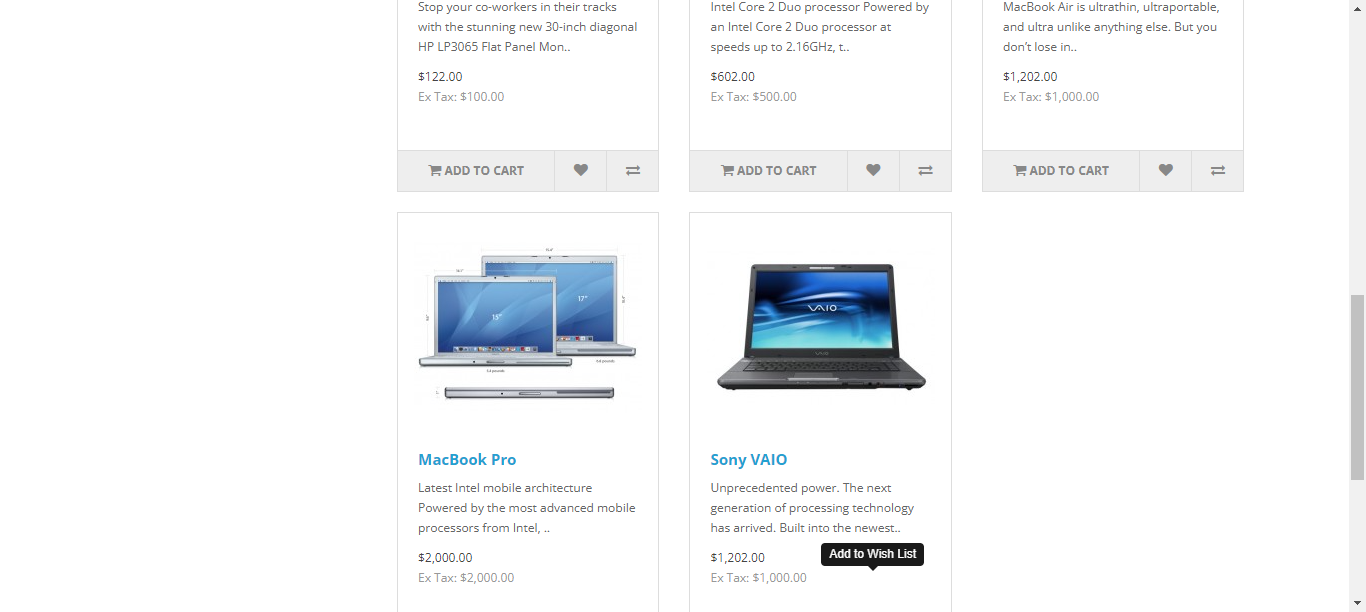 Stop your co-workers in their tracks
with the stunning new 30-inch diagonal
HP LP3065 Flat Panel Mon..
$122.00
Ex Tax: $100.00
ADD TO CART
Intel Core 2 Duo processor Powered by
an Intel Core 2 Duo processor at
speeds up to 2.16GHz, t..
$602.00
Ex Tax: $500.00
ADD TO CART
MacBook Air is ultrathin, ultraportable,
and ultra unlike anything else. But you
don’t lose in..
$1,202.00
Ex Tax: $1,000.00
ADD TO CART
15"
17"
MacBook Pro
Latest Intel mobile architecture
Powered by the most advanced mobile
processors from Intel, ..
$2,000.00
Ex Tax: $2,000.00
VAIO
VAIO
Sony VAIO
Unprecedented power. The next
generation of processing technology
has arrived. Built into the newest..
$1,202.00
Ex Tax: $1,000.00
Add to Wish List